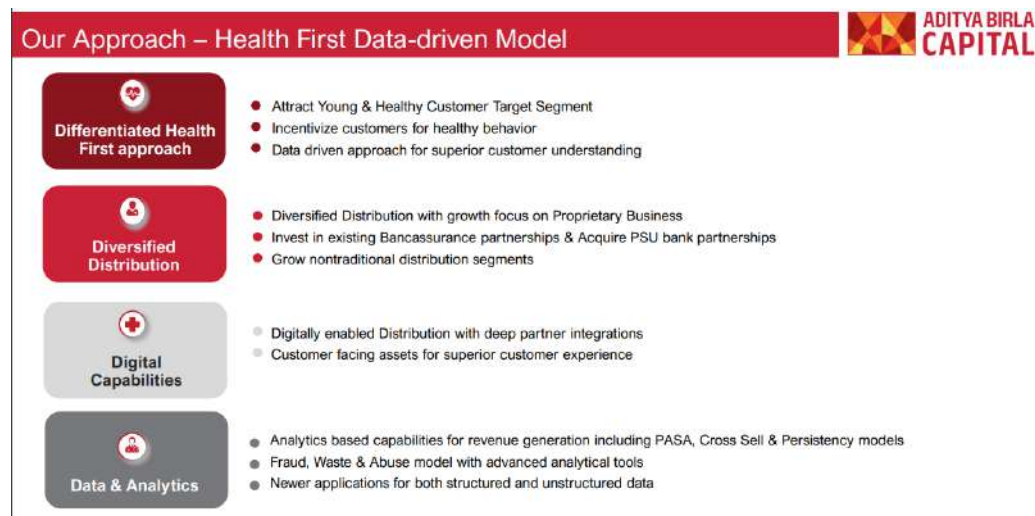 Our Approach – Health First Data-driven Model
ADITYA BIRLA
CAPITAL
Differentiated Health
First approach
Attract Young & Healthy Customer Target Segment
Incentivize customers for healthy behavior
Data driven approach for superior customer understanding
Diversified
Distribution
Diversified Distribution with growth focus on Proprietary Business
Invest in existing Bancassurance partnerships & Acquire PSU bank partnerships
Grow nontraditional distribution segments
Digital
Capabilities
Digitally enabled Distribution with deep partner integrations
Customer facing assets for superior customer experience
Data & Analytics
Analytics based capabilities for revenue generation including PASA, Cross Sell & Persistency models
Fraud, Waste & Abuse model with advanced analytical tools
Newer applications for both structured and unstructured data